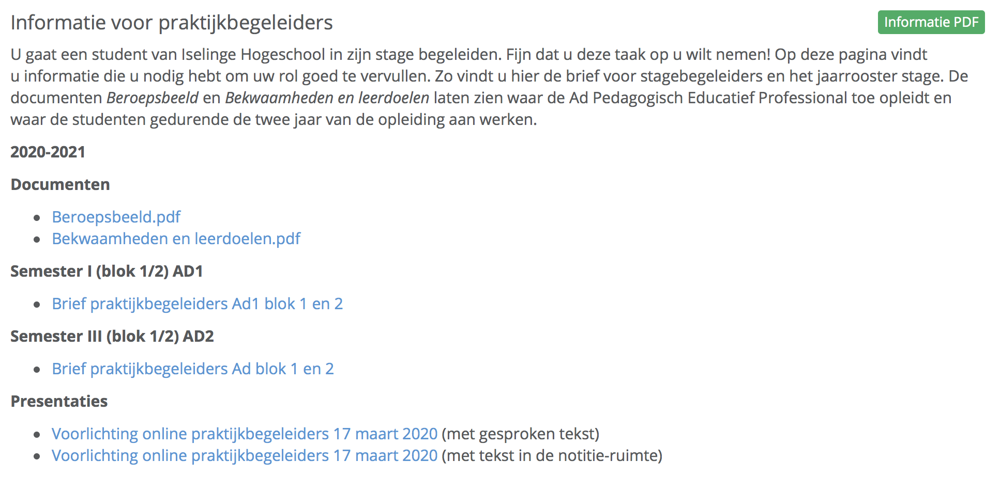 Informatie voor praktijkbegeleiders
Informatie PDF
U gaat een student van Iselinge Hogeschool in zijn stage begeleiden. Fijn dat u deze taak op u wilt nemen! Op deze pagina vindt
u informatie die u nodig hebt om uw rol goed te vervullen. Zo vindt u hier de brief voor stagebegeleiders en het jaarrooster stage. De
documenten Beroepsbeeld en Bekwaamheden en leerdoelen laten zien waar de Ad Pedagogisch Educatief Professional toe opleidt en
waar de studenten gedurende de twee jaar van de opleiding aan werken.
2020-2021
Documenten
• Beroepsbeeld.pdf
• Bekwaamheden en leerdoelen.pdf
Semester I (blok 1/2) AD1
• Brief praktijkbegeleiders Ad1 blok 1 en 2
Semester III (blok 1/2) AD2
• Brief praktijkbegeleiders Ad blok 1 en 2
Presentaties
• Voorlichting online praktijkbegeleiders 17 maart 2020 (met gesproken tekst)
• Voorlichting online praktijkbegeleiders 17 maart 2020 (met tekst in de notitie-ruimte)